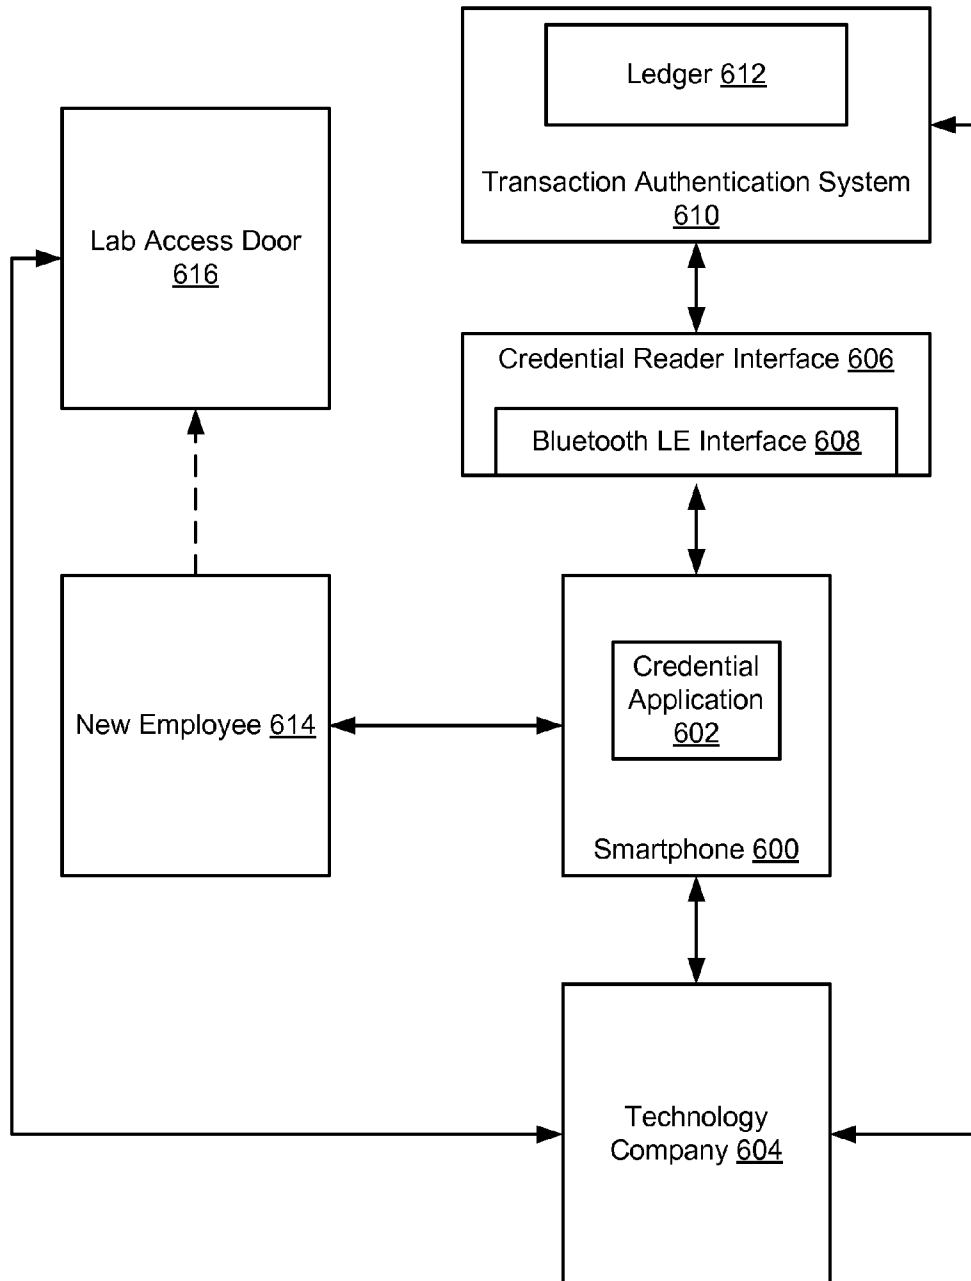 Ledger 612
Transaction Authentication System
610
Lab Access Door
616
Credential Reader Interface 606
Bluetooth LE Interface 608
New Employee 614
Credential
Application
602
Smartphone 600
Technology
Company 604